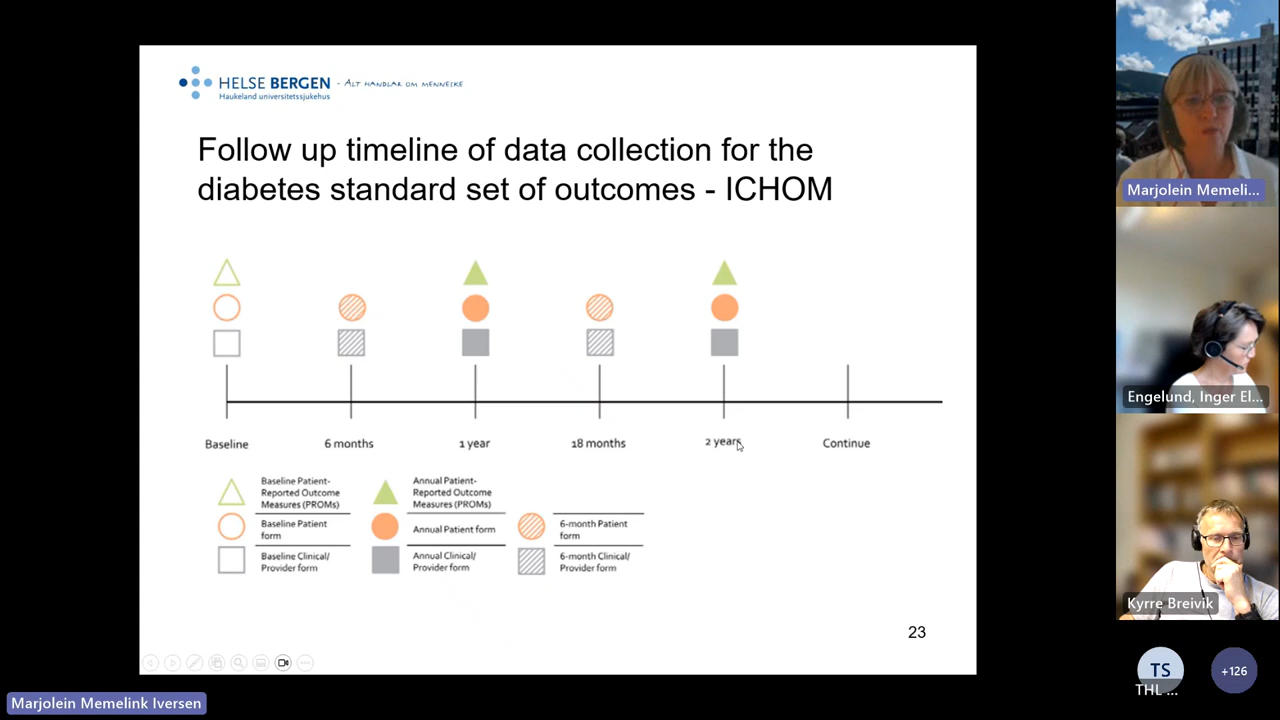 HELSE BERGEN - ALT HANDLAR OM MENNESKE
Haukeland universitetssjukehus
Follow up timeline of data collection for the
diabetes standard set of outcomes - ICHOM
Baseline 6 months 1 year 18 months 2 years Continue
Baseline Patient-
Reported Outcome
Measures (PROMs)
Annual Patient-
Reported Outcome
Measures (PROMs)
Baseline Patient
form
Annual Patient form
6-month Patient
form
Baseline Clinical/
Provider form
Annual Clinical/
Provider form
6-month Clinical/
Provider form
23
Marjolein Memeli...
Engelund, Inger El...
Kyrre Breivik
TS
THL ...
+126
Marjolein Memelink Iversen